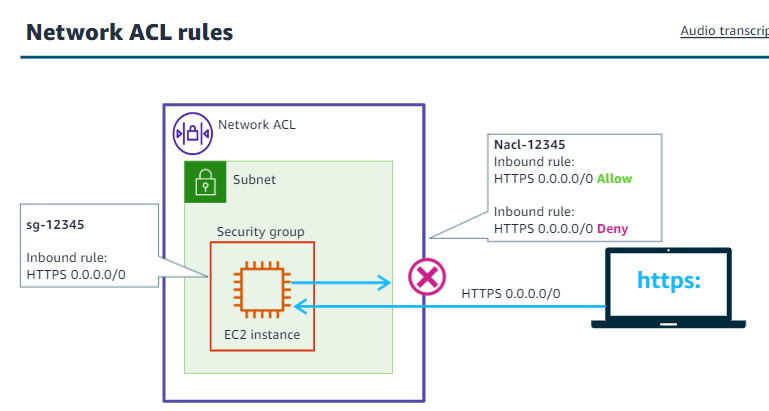 Network ACL rules
Audio transcrip
Network ACL
Nacl-12345
Inbound rule:
HTTPS 0.0.0.0/0 Allow
Inbound rule:
HTTPS 0.0.0.0/0 Deny
Subnet
sg-12345
Inbound rule:
HTTPS 0.0.0.0/0
Security group
EC2 instance
HTTPS 0.0.0.0/0
https: